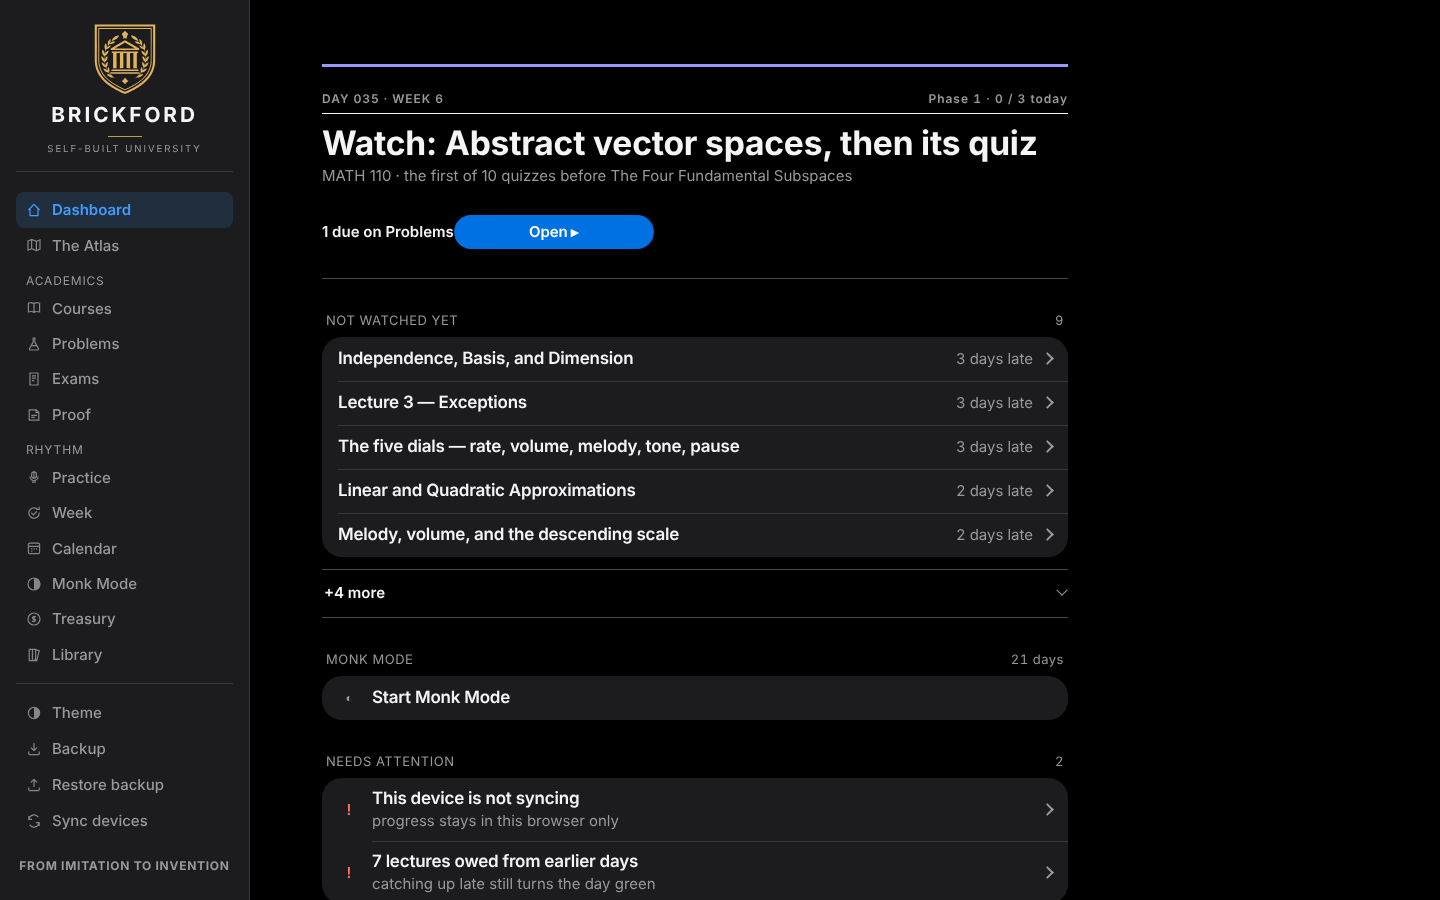 BRICKFORD
SELF-BUILT UNIVERSITY
Dashboard
The Atlas
ACADEMICS
Courses
Problems
Exams
Proof
RHYTHM
Practice
Week
Calendar
Monk Mode
Treasury
Library
Theme
Backup
Restore backup
Sync devices
FROM IMITATION TO INVENTION
DAY 035 · WEEK 6
Phase 1 · 0 / 3 today
Watch: Abstract vector spaces, then its quiz
MATH 110 · the first of 10 quizzes before The Four Fundamental Subspaces
1 due on Problems
Open ▸
NOT WATCHED YET 9
Independence, Basis, and Dimension 3 days late
Lecture 3 — Exceptions 3 days late
The five dials — rate, volume, melody, tone, pause 3 days late
Linear and Quadratic Approximations 2 days late
Melody, volume, and the descending scale 2 days late
+4 more
MONK MODE 21 days
Start Monk Mode
NEEDS ATTENTION 2
! This device is not syncing
progress stays in this browser only
! 7 lectures owed from earlier days
catching up late still turns the day green